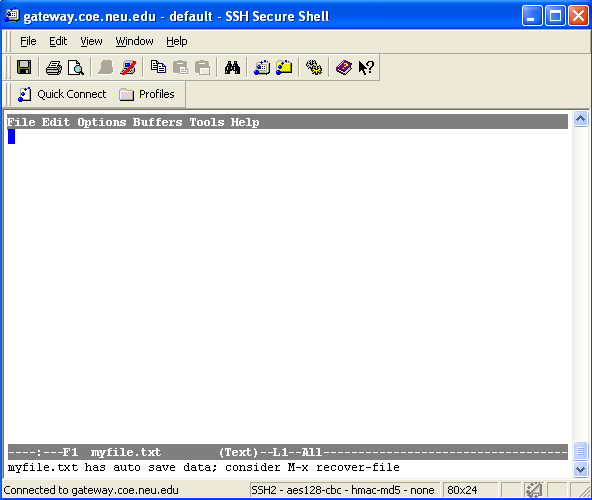 gateway.coe.neu.edu - default - SSH Secure Shell
File Edit View Window Help
Quick Connect Profiles
File Edit Options Buffers Tools Help
----:---F1  myfile.txt        (Text)--L1--All-----------------------------------
myfile.txt has auto save data; consider M-x recover-file
Connected to gateway.coe.neu.edu SSH2 - aes128-cbc - hmac-md5 - none 80x24